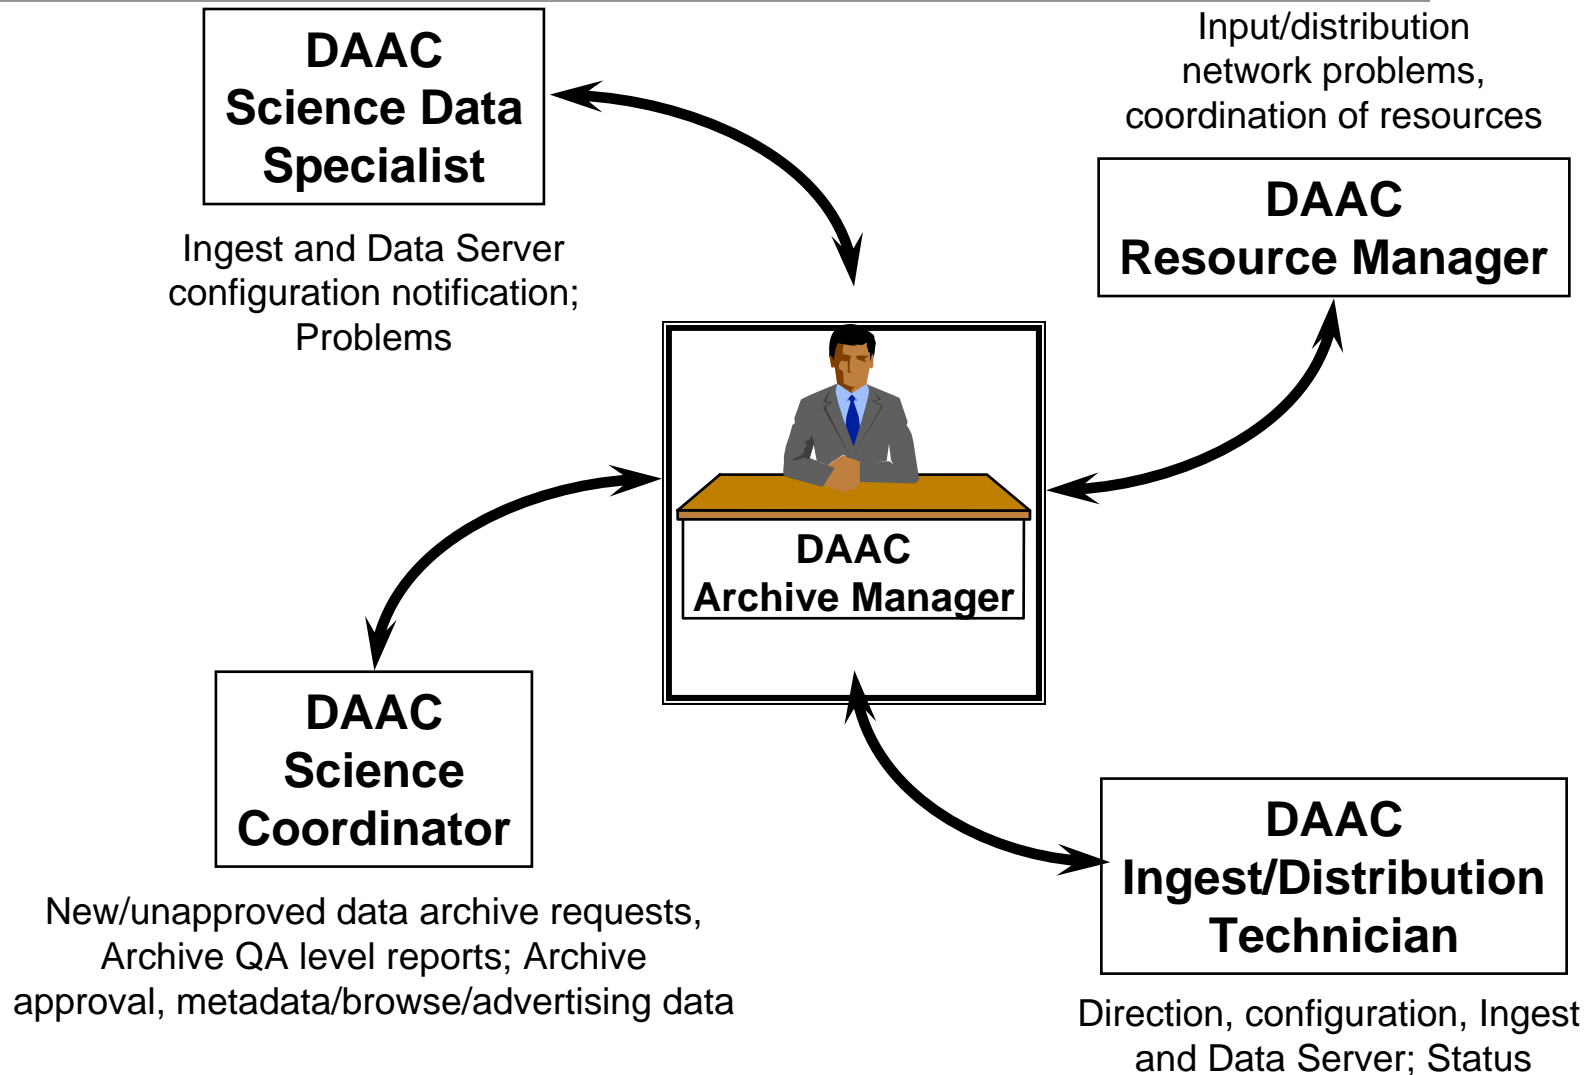 DAAC
Science Data
Specialist
Ingest and Data Server
configuration notification;
Problems
Input/distribution
network problems,
coordination of resources
DAAC
Resource Manager
DAAC
Archive Manager
DAAC
Science
Coordinator
New/unapproved data archive requests,
Archive QA level reports; Archive
approval, metadata/browse/advertising data
DAAC
Ingest/Distribution
Technician
Direction, configuration, Ingest
and Data Server; Status